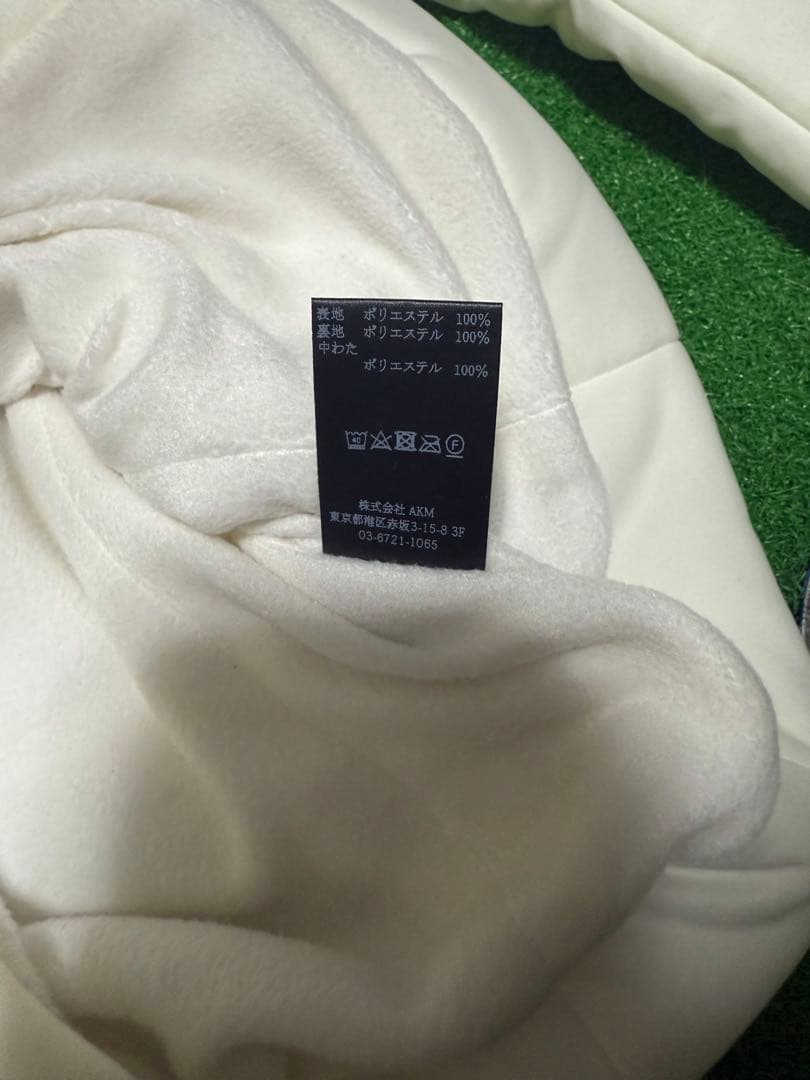 表地 ポリエステル 100%
裏地 ポリエステル 100%
中わた
ポリエステル 100%
40 F
株式会社 AKM
東京都港区赤坂3-15-8 3F
03-6721-1065